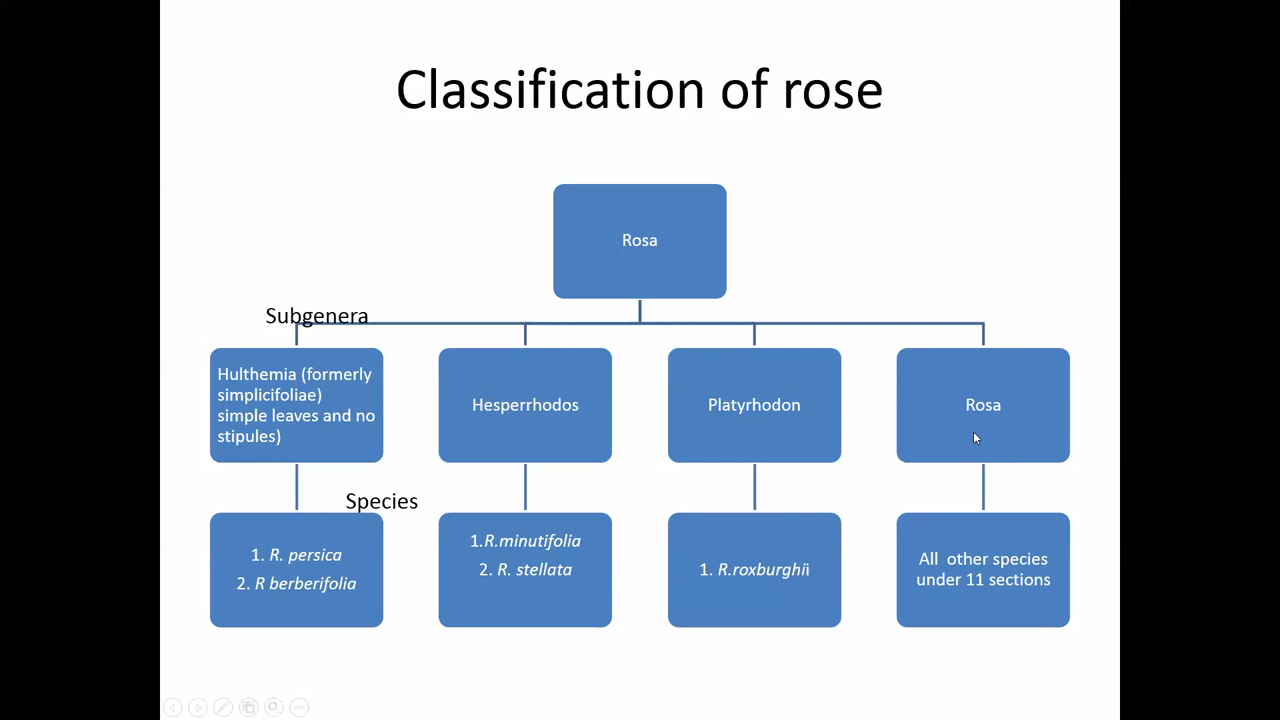 Classification of rose
Rosa
Subgenera
Hulthemia (formerly
simplicifoliae)
simple leaves and no
stipules)
Hesperrhodos
Platyrhodon
Rosa
Species
1. R. persica
2. R berberifolia
1.R.minutifolia
2. R. stellata
1. R.roxburghii
All other species
under 11 sections